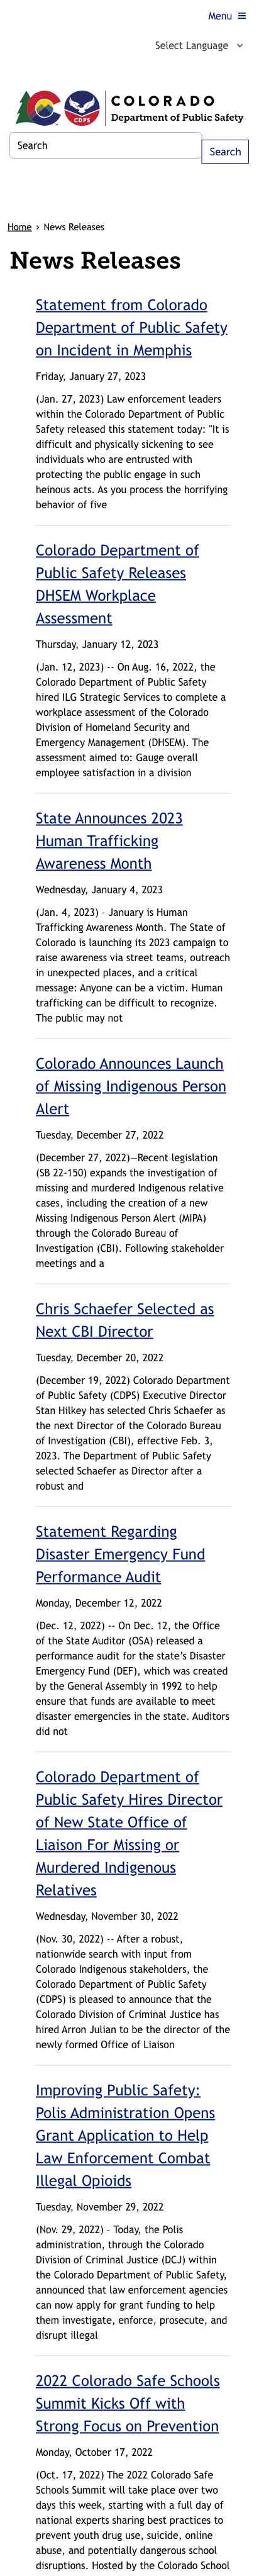 Menu
Select Language
CDPS
COLORADO
Department of Public Safety
Search
Search
Home › News Releases
News Releases
Statement from Colorado
Department of Public Safety
on Incident in Memphis
Friday, January 27, 2023
(Jan. 27, 2023) Law enforcement leaders
within the Colorado Department of Public
Safety released this statement today: "It is
difficult and physically sickening to see
individuals who are entrusted with
protecting the public engage in such
heinous acts. As you process the horrifying
behavior of five
Colorado Department of
Public Safety Releases
DHSEM Workplace
Assessment
Thursday, January 12, 2023
(Jan. 12, 2023) -- On Aug. 16, 2022, the
Colorado Department of Public Safety
hired ILG Strategic Services to complete a
workplace assessment of the Colorado
Division of Homeland Security and
Emergency Management (DHSEM). The
assessment aimed to: Gauge overall
employee satisfaction in a division
State Announces 2023
Human Trafficking
Awareness Month
Wednesday, January 4, 2023
(Jan. 4, 2023) – January is Human
Trafficking Awareness Month. The State of
Colorado is launching its 2023 campaign to
raise awareness via street teams, outreach
in unexpected places, and a critical
message: Anyone can be a victim. Human
trafficking can be difficult to recognize.
The public may not
Colorado Announces Launch
of Missing Indigenous Person
Alert
Tuesday, December 27, 2022
(December 27, 2022)—Recent legislation
(SB 22-150) expands the investigation of
missing and murdered Indigenous relative
cases, including the creation of a new
Missing Indigenous Person Alert (MIPA)
through the Colorado Bureau of
Investigation (CBI). Following stakeholder
meetings and a
Chris Schaefer Selected as
Next CBI Director
Tuesday, December 20, 2022
(December 19, 2022) Colorado Department
of Public Safety (CDPS) Executive Director
Stan Hilkey has selected Chris Schaefer as
the next Director of the Colorado Bureau
of Investigation (CBI), effective Feb. 3,
2023. The Department of Public Safety
selected Schaefer as Director after a
robust and
Statement Regarding
Disaster Emergency Fund
Performance Audit
Monday, December 12, 2022
(Dec. 12, 2022) -- On Dec. 12, the Office
of the State Auditor (OSA) released a
performance audit for the state’s Disaster
Emergency Fund (DEF), which was created
by the General Assembly in 1992 to help
ensure that funds are available to meet
disaster emergencies in the state. Auditors
did not
Colorado Department of
Public Safety Hires Director
of New State Office of
Liaison For Missing or
Murdered Indigenous
Relatives
Wednesday, November 30, 2022
(Nov. 30, 2022) -- After a robust,
nationwide search with input from
Colorado Indigenous stakeholders, the
Colorado Department of Public Safety
(CDPS) is pleased to announce that the
Colorado Division of Criminal Justice has
hired Arron Julian to be the director of the
newly formed Office of Liaison
Improving Public Safety:
Polis Administration Opens
Grant Application to Help
Law Enforcement Combat
Illegal Opioids
Tuesday, November 29, 2022
(Nov. 29, 2022) – Today, the Polis
administration, through the Colorado
Division of Criminal Justice (DCJ) within
the Colorado Department of Public Safety,
announced that law enforcement agencies
can now apply for grant funding to help
them investigate, enforce, prosecute, and
disrupt illegal
2022 Colorado Safe Schools
Summit Kicks Off with
Strong Focus on Prevention
Monday, October 17, 2022
(Oct. 17, 2022) The 2022 Colorado Safe
Schools Summit will take place over two
days this week, starting with a full day of
national experts sharing best practices to
prevent youth drug use, suicide, online
abuse, and potentially dangerous school
disruptions. Hosted by the Colorado School